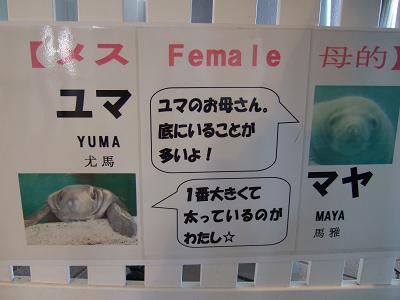 【メス Female 母的】
ユマ
YUMA
尤馬
ユマのお母さん。
底にいることが
多いよ！
1番大きくて
太っているのが
わたし☆
マヤ
MAYA
馬雅